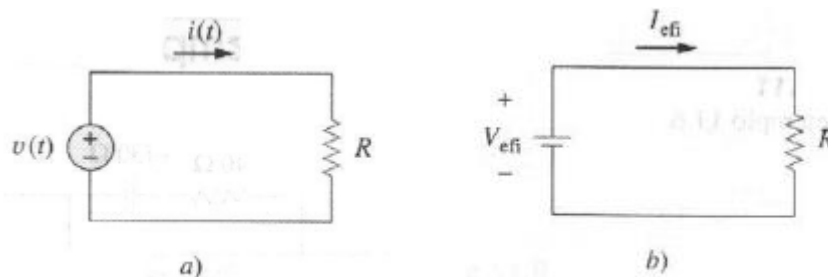 i(t)
v(t)
+
−
R
a)
I_efi
+
V_efi
−
R
b)